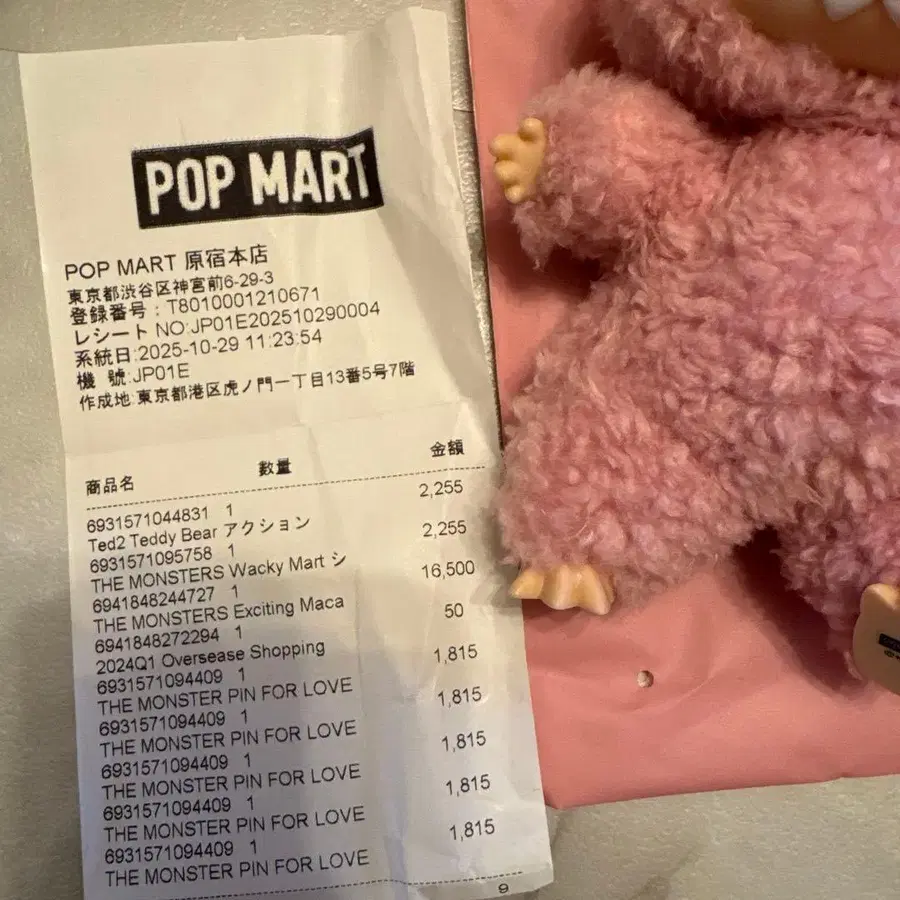 POP MART
POP MART 原宿本店
東京都渋谷区神宮前6-29-3
登録番号：T8010001210671
レシート NO:JP01E202510290004
系統日:2025-10-29 11:23:54
機 號:JP01E
作成地:東京都港区虎ノ門一丁目13番5号7階
商品名 数量 金額
6931571044831 1 2,255
Ted2 Teddy Bear アクション
6931571095758 1 2,255
THE MONSTERS Wacky Mart シ
6941848244727 1 16,500
THE MONSTERS Exciting Maca
6941848272294 1 50
2024Q1 Oversease Shopping
6931571094409 1 1,815
THE MONSTER PIN FOR LOVE
6931571094409 1 1,815
THE MONSTER PIN FOR LOVE
6931571094409 1 1,815
THE MONSTER PIN FOR LOVE
6931571094409 1 1,815
THE MONSTER PIN FOR LOVE
6931571094409 1 1,815
THE MONSTER PIN FOR LOVE
9